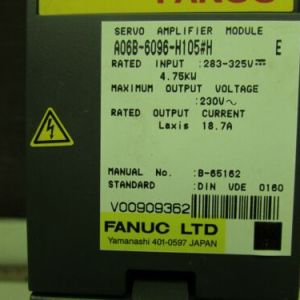 FANUC
SERVO AMPLIFIER MODULE
A06B-6096-H105#H E
RATED INPUT :283-325V⎓
4.75KW
MAXIMUM OUTPUT VOLTAGE
:230V~
RATED OUTPUT CURRENT
Laxis 18.7A
MANUAL No. :B-65162
STANDARD :DIN VDE 0160
V00909362
FANUC LTD
Yamanashi 401-0597 JAPAN